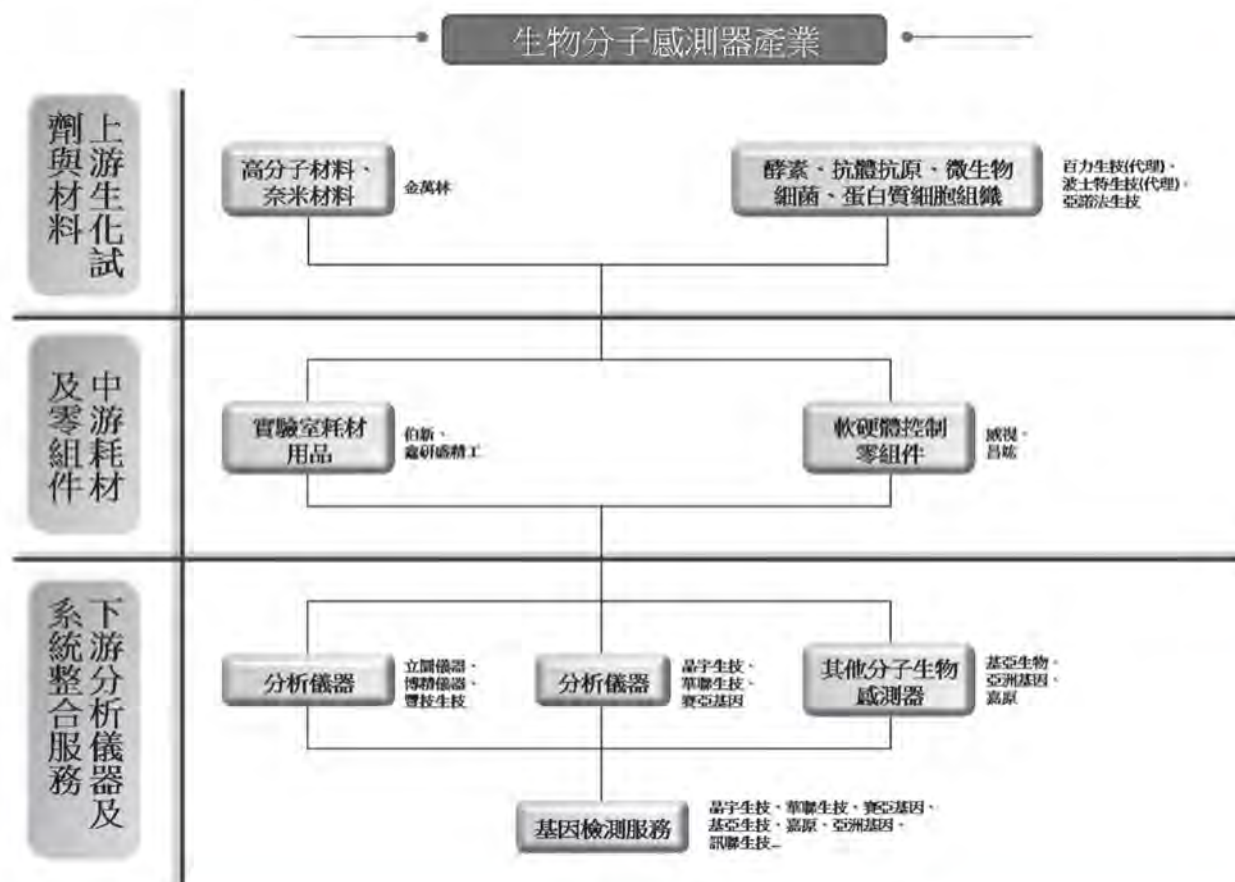 生物分子感測器產業
上游生化試
劑與材料
高分子材料、
奈米材料
金萬林
酵素、抗體抗原、微生物
細菌、蛋白質細胞組織
百力生技(代理)、
波士特生技(代理)、
亞諾法生技
中游耗材
及零組件
實驗室耗材
用品
伯新、
鑫研盛精工
軟硬體控制
零組件
威視、
昌竑
下游分析儀器及
系統整合服務
分析儀器
立圖儀器、
博精儀器、
豐技生技
分析儀器
晶宇生技、
華聯生技、
賽亞基因
其他分子生物
感測器
基亞生物、
亞洲基因、
嘉原
基因檢測服務
晶宇生技、華聯生技、賽亞基因、
基亞生技、嘉原、亞洲基因、
訊聯生技…